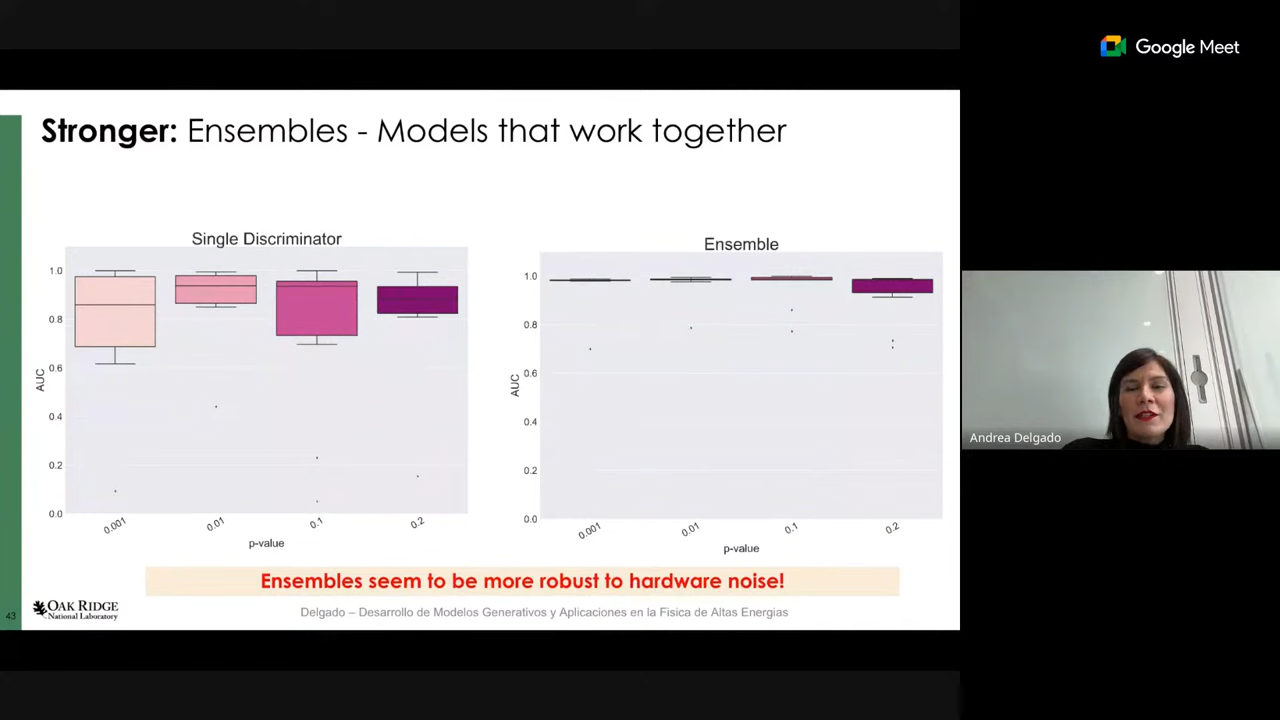 Google Meet
Stronger: Ensembles - Models that work together
Single Discriminator
1.0
0.8
0.6
0.4
0.2
0.0
AUC
0.001
0.01
0.1
0.2
p-value
Ensemble
1.0
0.8
0.6
0.4
0.2
0.0
AUC
0.001
0.01
0.1
0.2
p-value
Andrea Delgado
Ensembles seem to be more robust to hardware noise!
43
OAK RIDGE
National Laboratory
Delgado – Desarrollo de Modelos Generativos y Aplicaciones en la Fisica de Altas Energias